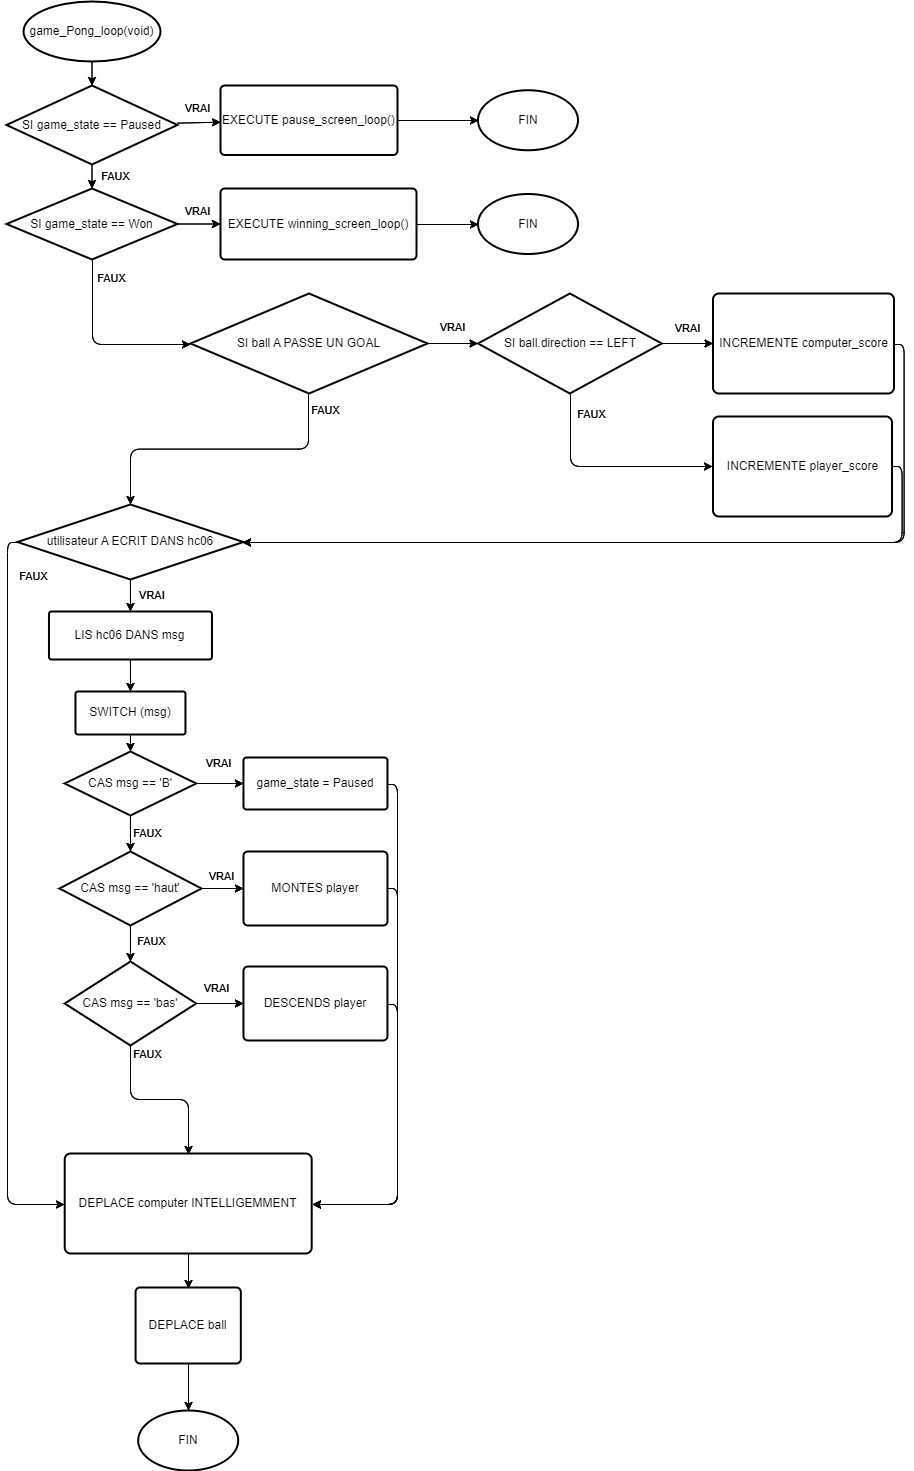 game_Pong_loop(void)
SI game_state == Paused
VRAI
EXECUTE pause_screen_loop()
FIN
FAUX
SI game_state == Won
VRAI
EXECUTE winning_screen_loop()
FIN
FAUX
SI ball A PASSE UN GOAL
VRAI
SI ball.direction == LEFT
VRAI
INCREMENTE computer_score
FAUX
FAUX
INCREMENTE player_score
utilisateur A ECRIT DANS hc06
FAUX
VRAI
LIS hc06 DANS msg
SWITCH (msg)
CAS msg == 'B'
VRAI
game_state = Paused
FAUX
CAS msg == 'haut'
VRAI
MONTES player
FAUX
CAS msg == 'bas'
VRAI
DESCENDS player
FAUX
DEPLACE computer INTELLIGEMMENT
DEPLACE ball
FIN